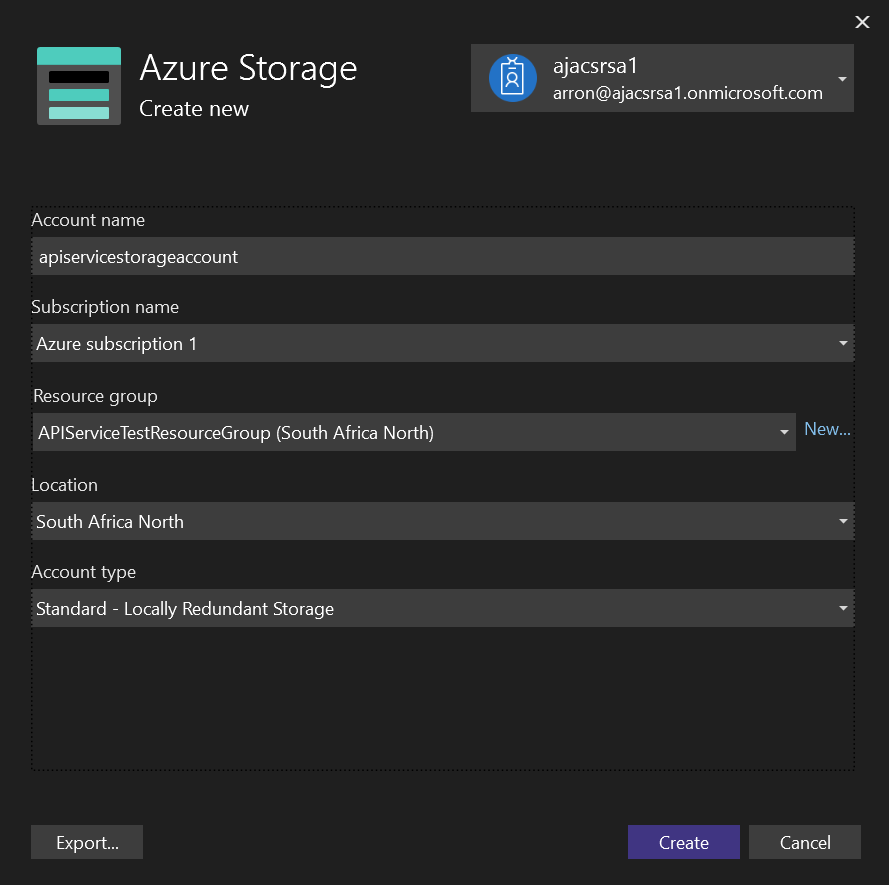 Azure Storage
Create new
ajacsrsa1
arron@ajacsrsa1.onmicrosoft.com
Account name
apiservicestorageaccount
Subscription name
Azure subscription 1
Resource group
APIServiceTestResourceGroup (South Africa North)
New...
Location
South Africa North
Account type
Standard - Locally Redundant Storage
Export...
Create
Cancel